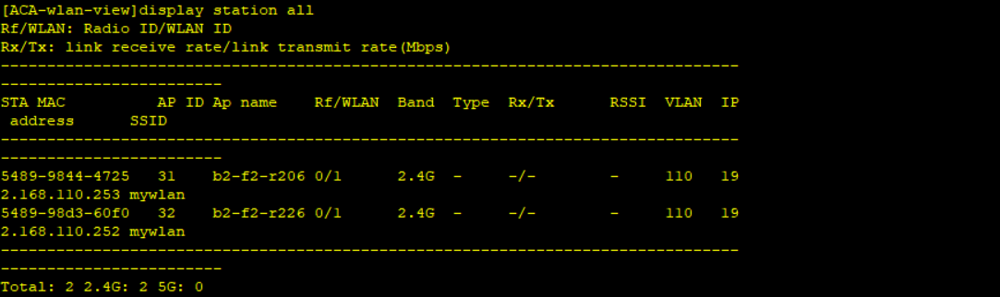 [ACA-wlan-view]display station all
Rf/WLAN: Radio ID/WLAN ID
Rx/Tx: link receive rate/link transmit rate(Mbps)
--------------------------------------------------------------------------------
------------------------
STA MAC          AP ID Ap name    Rf/WLAN  Band  Type  Rx/Tx      RSSI  VLAN  IP
 address      SSID
--------------------------------------------------------------------------------
------------------------
5489-9844-4725   31    b2-f2-r206 0/1      2.4G  -     -/-        -     110   19
2.168.110.253 mywlan
5489-98d3-60f0   32    b2-f2-r226 0/1      2.4G  -     -/-        -     110   19
2.168.110.252 mywlan
--------------------------------------------------------------------------------
------------------------
Total: 2 2.4G: 2 5G: 0